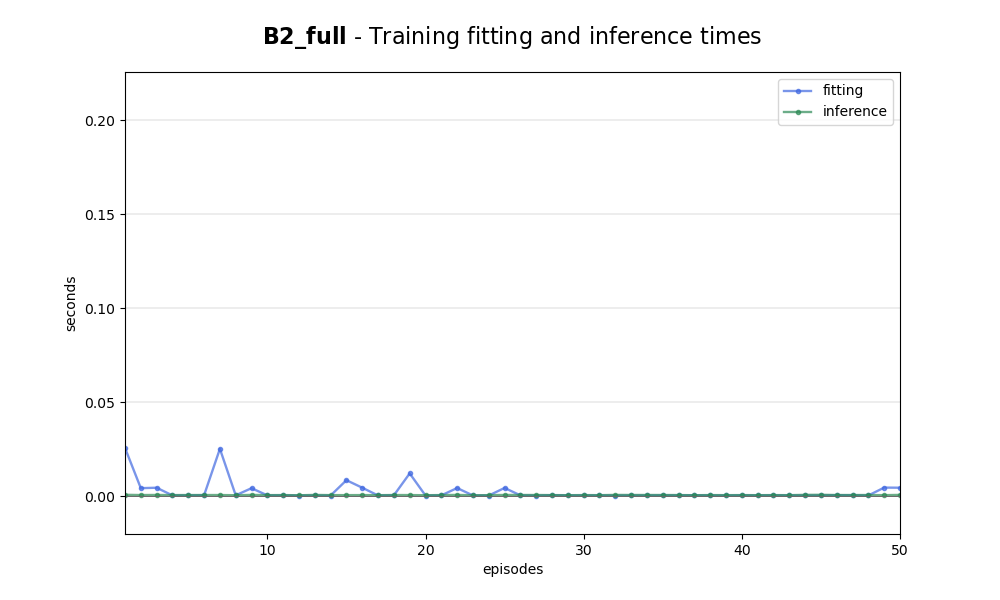 B2_full - Training fitting and inference times
fitting
inference
0.20
0.15
0.10
0.05
0.00
seconds
10
20
30
40
50
episodes